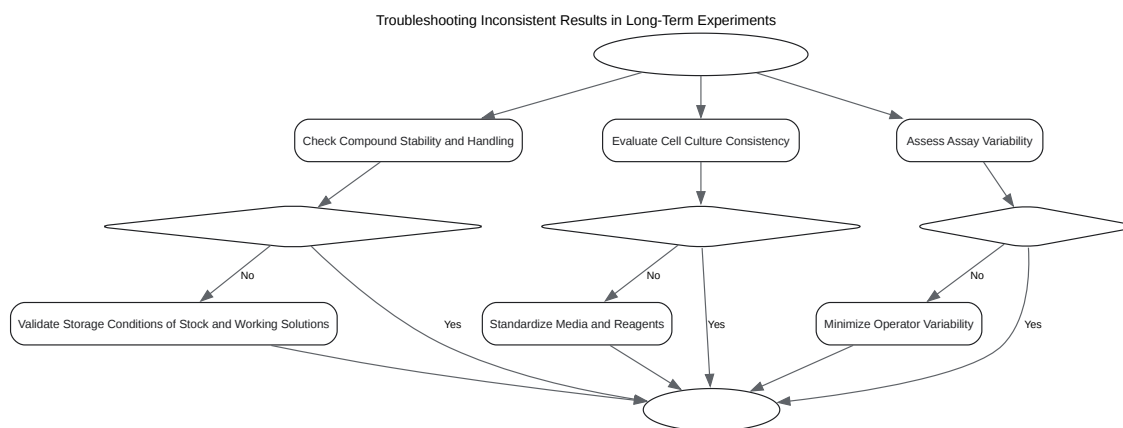 Troubleshooting Inconsistent Results in Long-Term Experiments
Check Compound Stability and Handling
Evaluate Cell Culture Consistency
Assess Assay Variability
No
No
No
Validate Storage Conditions of Stock and Working Solutions
Yes
Standardize Media and Reagents
Yes
Minimize Operator Variability
Yes